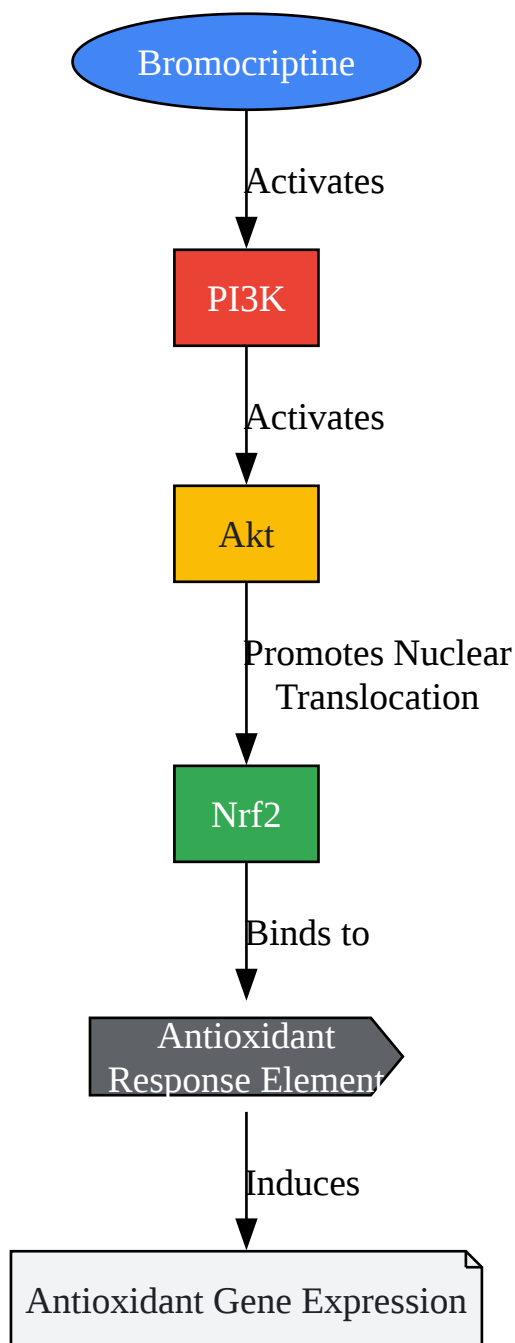 Bromocriptine
Activates
PI3K
Activates
Akt
Promotes Nuclear
Translocation
Nrf2
Binds to
Antioxidant
Response Element
Induces
Antioxidant Gene Expression